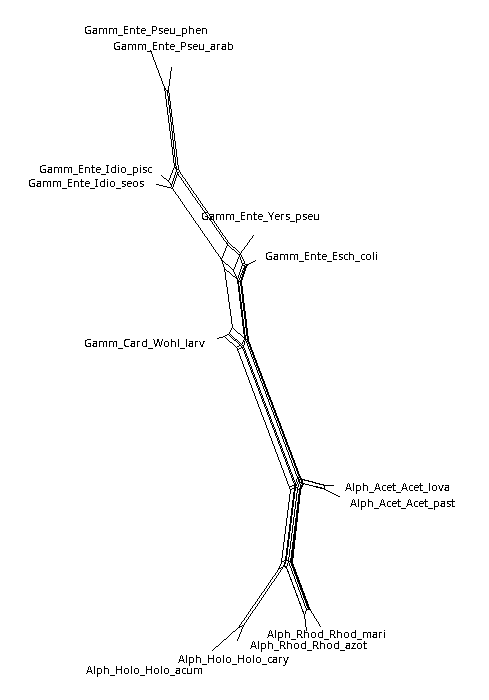 Gamm_Ente_Pseu_phen
Gamm_Ente_Pseu_arab
Gamm_Ente_Idio_pisc
Gamm_Ente_Idio_seos
Gamm_Ente_Yers_pseu
Gamm_Ente_Esch_coli
Gamm_Card_Wohl_larv
Alph_Acet_Acet_lova
Alph_Acet_Acet_past
Alph_Rhod_Rhod_mari
Alph_Rhod_Rhod_azot
Alph_Holo_Holo_cary
Alph_Holo_Holo_acum